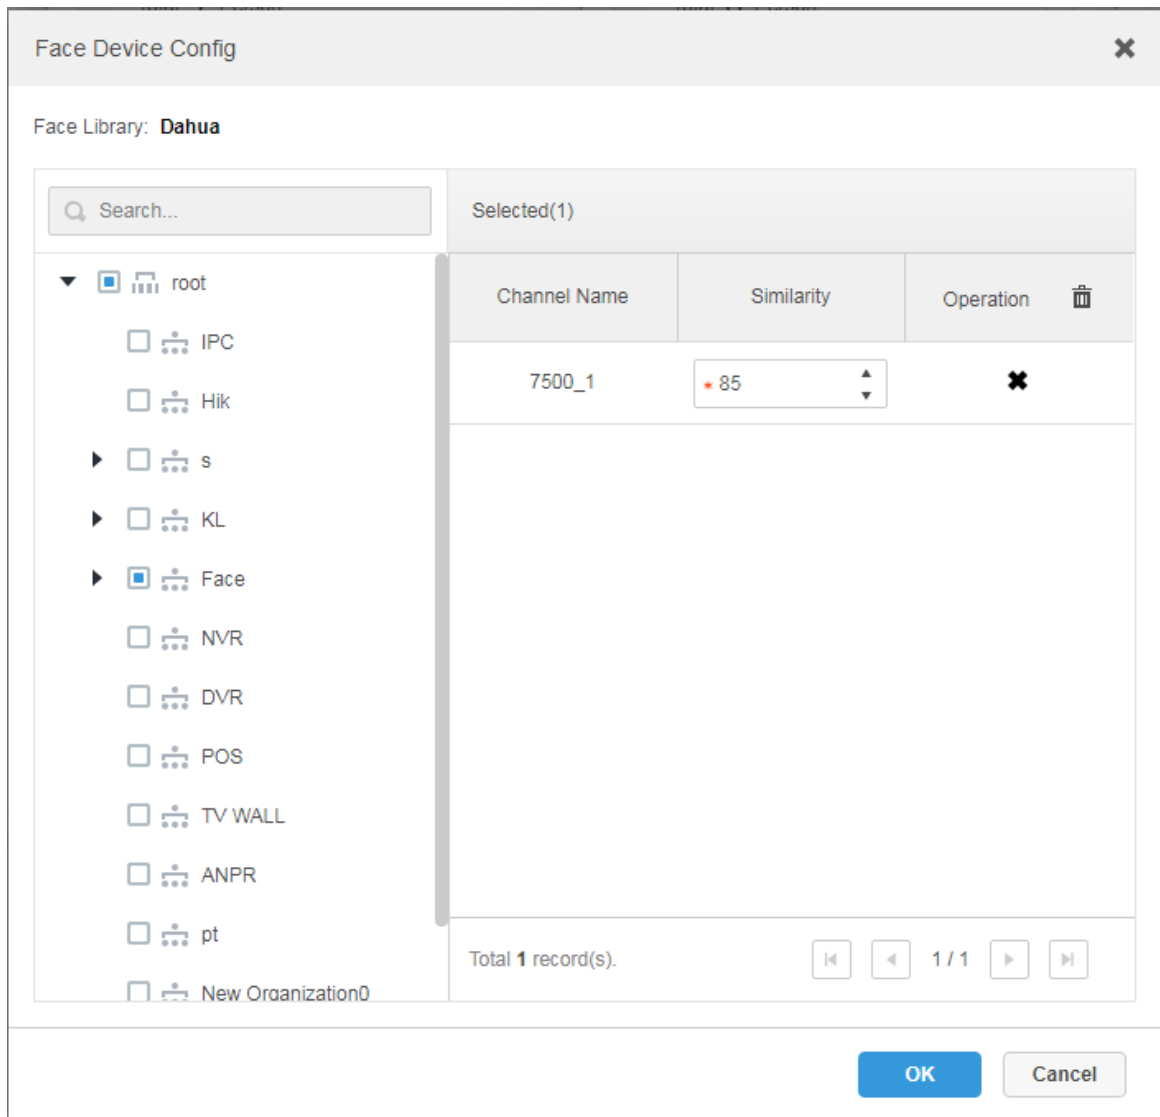 Face Device Config
Face Library: Dahua
Search...
Selected(1)
root
IPC
Hik
s
KL
Face
NVR
DVR
POS
TV WALL
ANPR
pt
New Organization0
Channel Name Similarity Operation
7500_1 * 85
Total 1 record(s). 1 / 1
OK Cancel